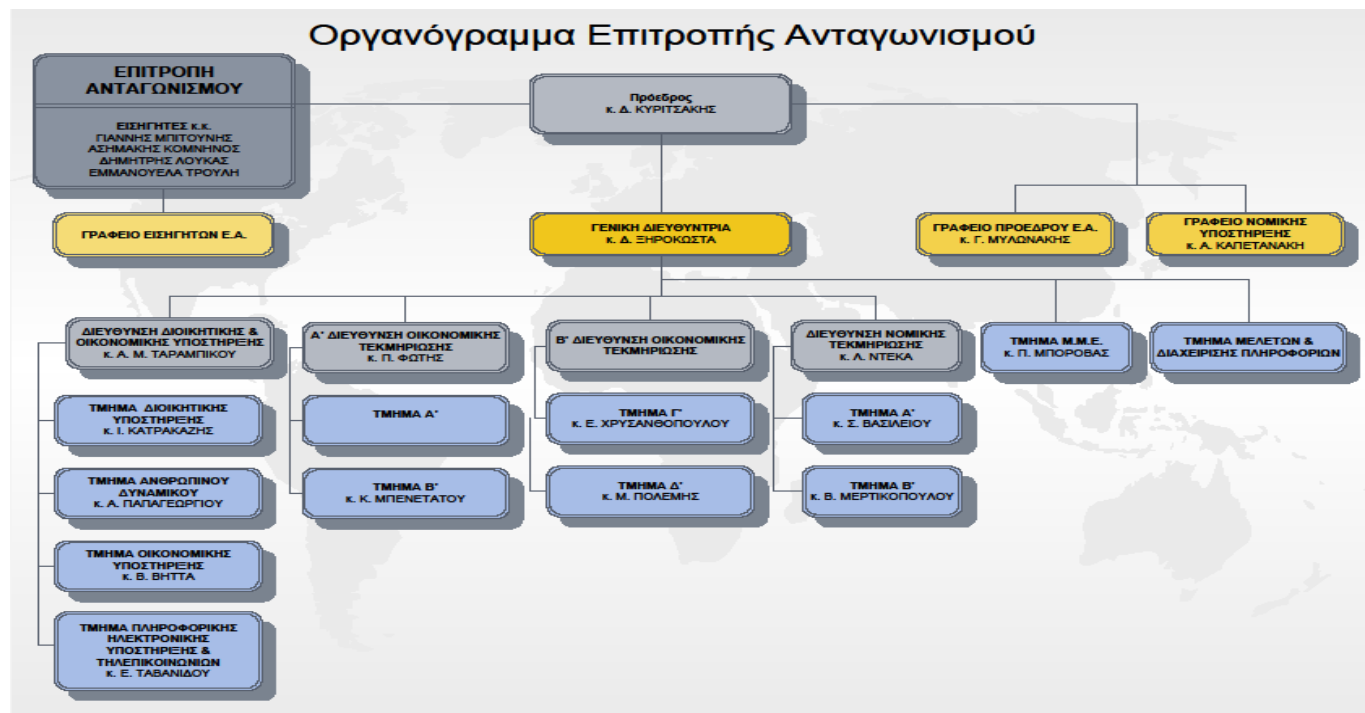 Οργανόγραμμα Επιτροπής Ανταγωνισμού
ΕΠΙΤΡΟΠΗ
ΑΝΤΑΓΩΝΙΣΜΟΥ
ΕΙΣΗΓΗΤΕΣ κ.κ.
ΓΙΑΝΝΗΣ ΜΠΙΤΟΥΝΗΣ
ΑΣΗΜΑΚΗΣ ΚΟΜΝΗΝΟΣ
ΔΗΜΗΤΡΗΣ ΛΟΥΚΑΣ
ΕΜΜΑΝΟΥΕΛΑ ΤΡΟΥΛΗ
Πρόεδρος
κ. Δ. ΚΥΡΙΤΣΑΚΗΣ
ΓΡΑΦΕΙΟ ΕΙΣΗΓΗΤΩΝ Ε.Α.
ΓΕΝΙΚΗ ΔΙΕΥΘΥΝΤΡΙΑ
κ. Δ. ΞΗΡΟΚΩΣΤΑ
ΓΡΑΦΕΙΟ ΠΡΟΕΔΡΟΥ Ε.Α.
κ. Γ. ΜΥΛΩΝΑΚΗΣ
ΓΡΑΦΕΙΟ ΝΟΜΙΚΗΣ
ΥΠΟΣΤΗΡΙΞΗΣ
κ. Α. ΚΑΠΕΤΑΝΑΚΗ
ΔΙΕΥΘΥΝΣΗ ΔΙΟΙΚΗΤΙΚΗΣ &
ΟΙΚΟΝΟΜΙΚΗΣ ΥΠΟΣΤΗΡΙΞΗΣ
κ. Α. Μ. ΤΑΡΑΜΠΙΚΟΥ
Α' ΔΙΕΥΘΥΝΣΗ ΟΙΚΟΝΟΜΙΚΗΣ
ΤΕΚΜΗΡΙΩΣΗΣ
κ. Π. ΦΩΤΗΣ
Β' ΔΙΕΥΘΥΝΣΗ ΟΙΚΟΝΟΜΙΚΗΣ
ΤΕΚΜΗΡΙΩΣΗΣ
ΔΙΕΥΘΥΝΣΗ ΝΟΜΙΚΗΣ
ΤΕΚΜΗΡΙΩΣΗΣ
κ. Λ. ΝΤΕΚΑ
ΤΜΗΜΑ Μ.Μ.Ε.
κ. Π. ΜΠΟΡΟΒΑΣ
ΤΜΗΜΑ ΜΕΛΕΤΩΝ &
ΔΙΑΧΕΙΡΙΣΗΣ ΠΛΗΡΟΦΟΡΙΩΝ
ΤΜΗΜΑ ΔΙΟΙΚΗΤΙΚΗΣ
ΥΠΟΣΤΗΡΙΞΗΣ
κ. Ι. ΚΑΤΡΑΚΑΖΗΣ
ΤΜΗΜΑ Α'
ΤΜΗΜΑ Γ'
κ. Ε. ΧΡΥΣΑΝΘΟΠΟΥΛΟΥ
ΤΜΗΜΑ Α'
κ. Σ. ΒΑΣΙΛΕΙΟΥ
ΤΜΗΜΑ ΑΝΘΡΩΠΙΝΟΥ
ΔΥΝΑΜΙΚΟΥ
κ. Α. ΠΑΠΑΓΕΩΡΓΙΟΥ
ΤΜΗΜΑ Β'
κ. Κ. ΜΠΕΝΕΤΑΤΟΥ
ΤΜΗΜΑ Δ'
κ. Μ. ΠΟΛΕΜΗΣ
ΤΜΗΜΑ Β'
κ. Β. ΜΕΡΤΙΚΟΠΟΥΛΟΥ
ΤΜΗΜΑ ΟΙΚΟΝΟΜΙΚΗΣ
ΥΠΟΣΤΗΡΙΞΗΣ
κ. Β. ΒΗΤΤΑ
ΤΜΗΜΑ ΠΛΗΡΟΦΟΡΙΚΗΣ
ΗΛΕΚΤΡΟΝΙΚΗΣ
ΥΠΟΣΤΗΡΙΞΗΣ &
ΤΗΛΕΠΙΚΟΙΝΩΝΙΩΝ
κ. Ε. ΤΑΒΑΝΙΔΟΥ